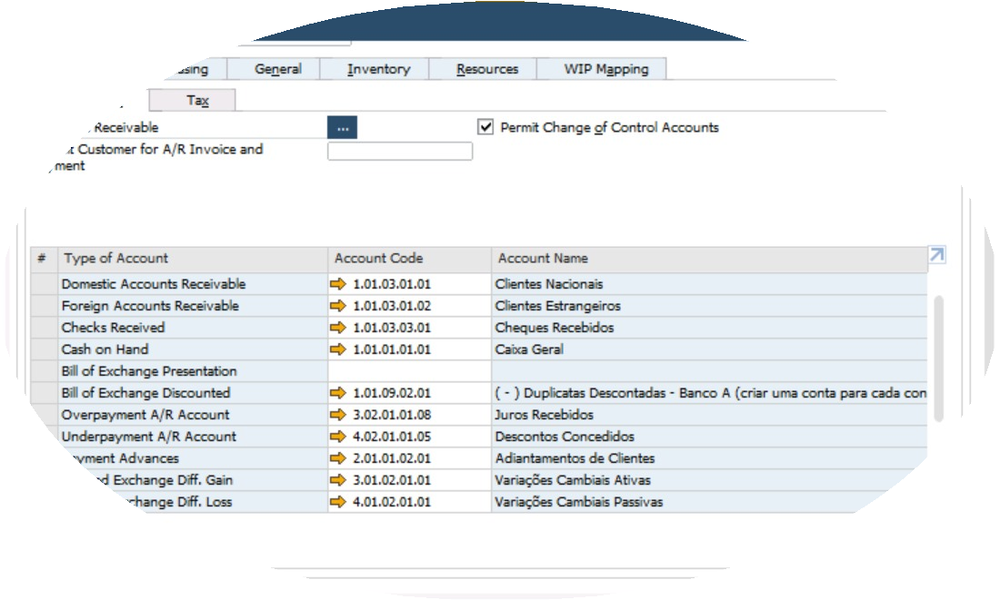 General Inventory Resources WIP Mapping
Tax
Receivable ... Permit Change of Control Accounts
Customer for A/R Invoice and
# Type of Account Account Code Account Name
Domestic Accounts Receivable 1.01.03.01.01 Clientes Nacionais
Foreign Accounts Receivable 1.01.03.01.02 Clientes Estrangeiros
Checks Received 1.01.03.03.01 Cheques Recebidos
Cash on Hand 1.01.01.01.01 Caixa Geral
Bill of Exchange Presentation
Bill of Exchange Discounted 1.01.09.02.01 ( - ) Duplicatas Descontadas - Banco A (criar uma conta para cada con
Overpayment A/R Account 3.02.01.01.08 Juros Recebidos
Underpayment A/R Account 4.02.01.01.05 Descontos Concedidos
Advances 2.01.01.02.01 Adiantamentos de Clientes
Exchange Diff. Gain 3.01.02.01.01 Variações Cambiais Ativas
Diff. Loss 4.01.02.01.01 Variações Cambiais Passivas